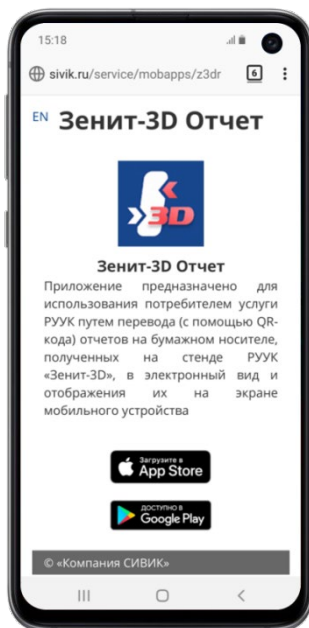 15:18
sivik.ru/service/mobapps/z3dr 6
EN Зенит-3D Отчет
3D
Зенит-3D Отчет
Приложение предназначено для
использования потребителем услуги
РУУК путем перевода (с помощью QR-
кода) отчетов на бумажном носителе,
полученных на стенде РУУК
«Зенит-3D», в электронный вид и
отображения их на экране
мобильного устройства
Загрузите в
App Store
ДОСТУПНО В
Google Play
© «Компания СИВИК»